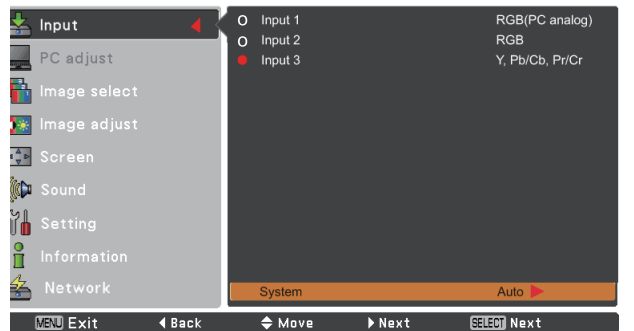 Input
PC adjust
Image select
Image adjust
Screen
Sound
Setting
Information
Network
O Input 1 RGB(PC analog)
O Input 2 RGB
Input 3 Y, Pb/Cb, Pr/Cr
System Auto
MENU Exit Back Move Next SELECT Next